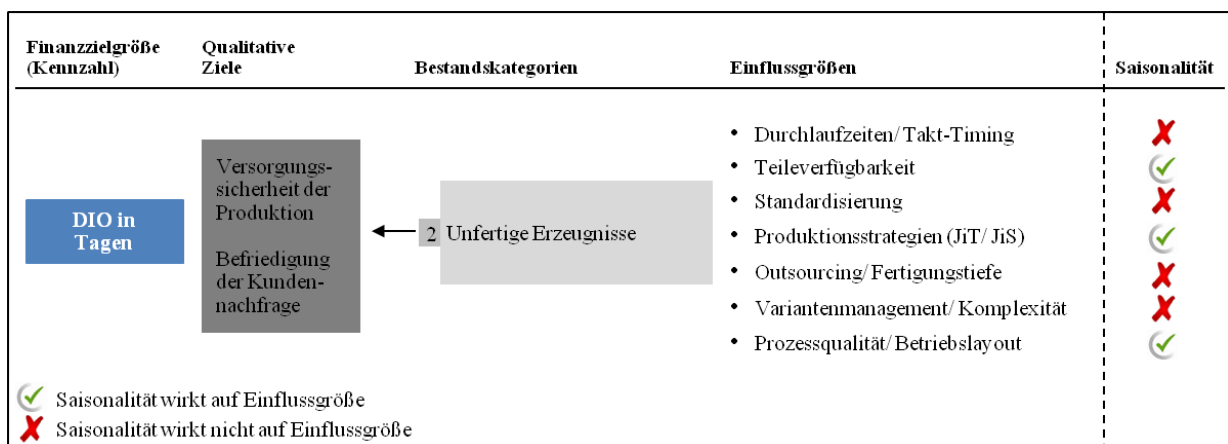 Finanzzielgröße (Kennzahl)
Qualitative Ziele
Bestandskategorien
Einflussgrößen
Saisonalität
DIO in
Tagen
Versorgungs-
sicherheit der
Produktion
Befriedigung
der Kunden-
nachfrage
2 Unfertige Erzeugnisse
• Durchlaufzeiten/ Takt-Timing
• Teileverfügbarkeit
• Standardisierung
• Produktionsstrategien (JiT/ JiS)
• Outsourcing/ Fertigungstiefe
• Variantenmanagement/ Komplexität
• Prozessqualität/ Betriebslayout
Saisonalität wirkt auf Einflussgröße
Saisonalität wirkt nicht auf Einflussgröße